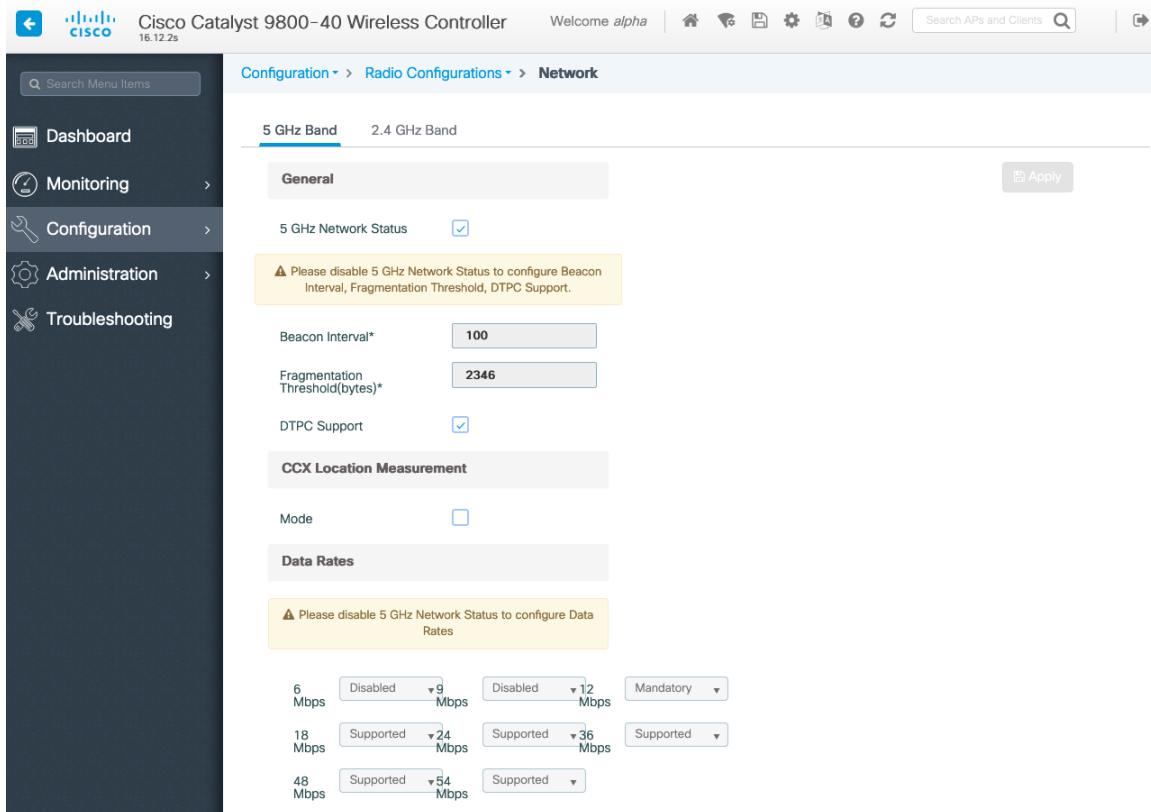 CISCO
Cisco Catalyst 9800-40 Wireless Controller
16.12.2s
Welcome alpha
Search APs and Clients
Search Menu Items
Dashboard
Monitoring
Configuration
Administration
Troubleshooting
Configuration > Radio Configurations > Network
5 GHz Band 2.4 GHz Band
General
Apply
5 GHz Network Status
Please disable 5 GHz Network Status to configure Beacon
Interval, Fragmentation Threshold, DTPC Support.
Beacon Interval* 100
Fragmentation
Threshold(bytes)* 2346
DTPC Support
CCX Location Measurement
Mode
Data Rates
Please disable 5 GHz Network Status to configure Data
Rates
6 Mbps Disabled 9 Mbps Disabled 12 Mbps Mandatory
18 Mbps Supported 24 Mbps Supported 36 Mbps Supported
48 Mbps Supported 54 Mbps Supported